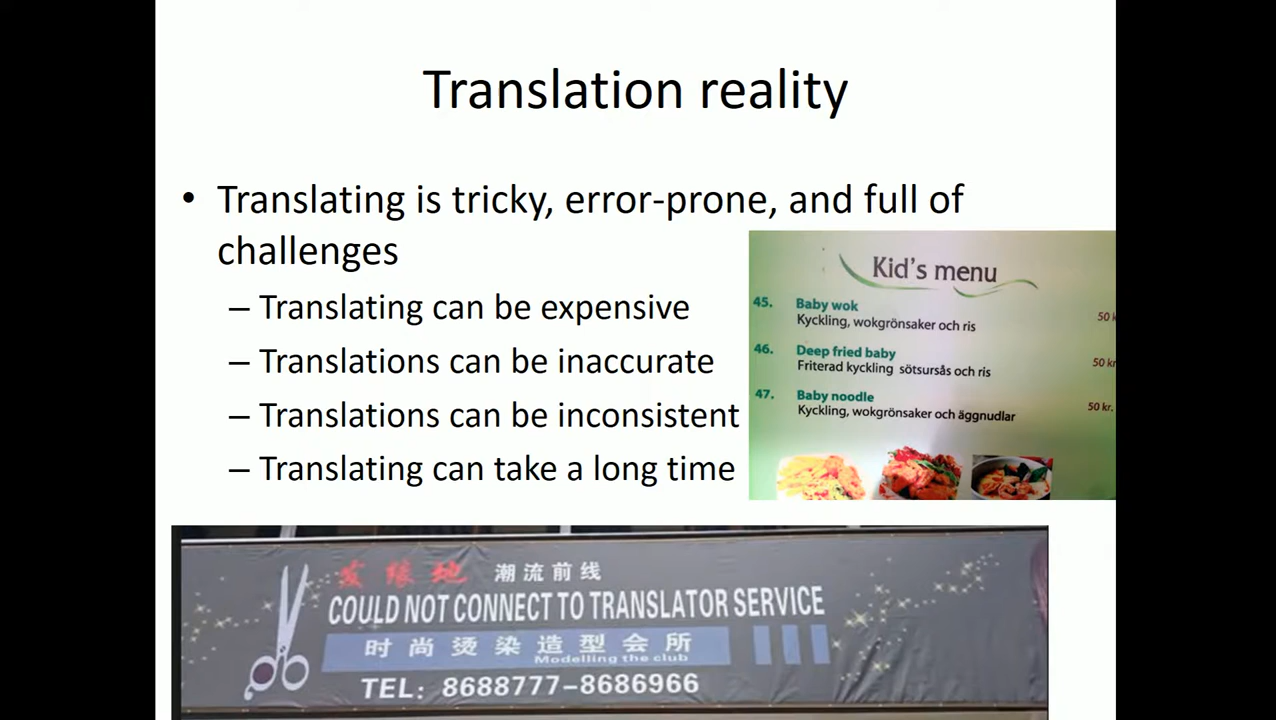 Translation reality
• Translating is tricky, error-prone, and full of
challenges
– Translating can be expensive
– Translations can be inaccurate
– Translations can be inconsistent
– Translating can take a long time
Kid's menu
45. Baby wok
Kyckling, wokgrönsaker och ris 50 k
46. Deep fried baby
Friterad kyckling sötsursås och ris 50 kr
47. Baby noodle
Kyckling, wokgrönsaker och äggnudlar 50 kr.
发缘地 潮流前线
COULD NOT CONNECT TO TRANSLATOR SERVICE
时尚烫染造型会所
Modelling the club
TEL: 8688777-8686966